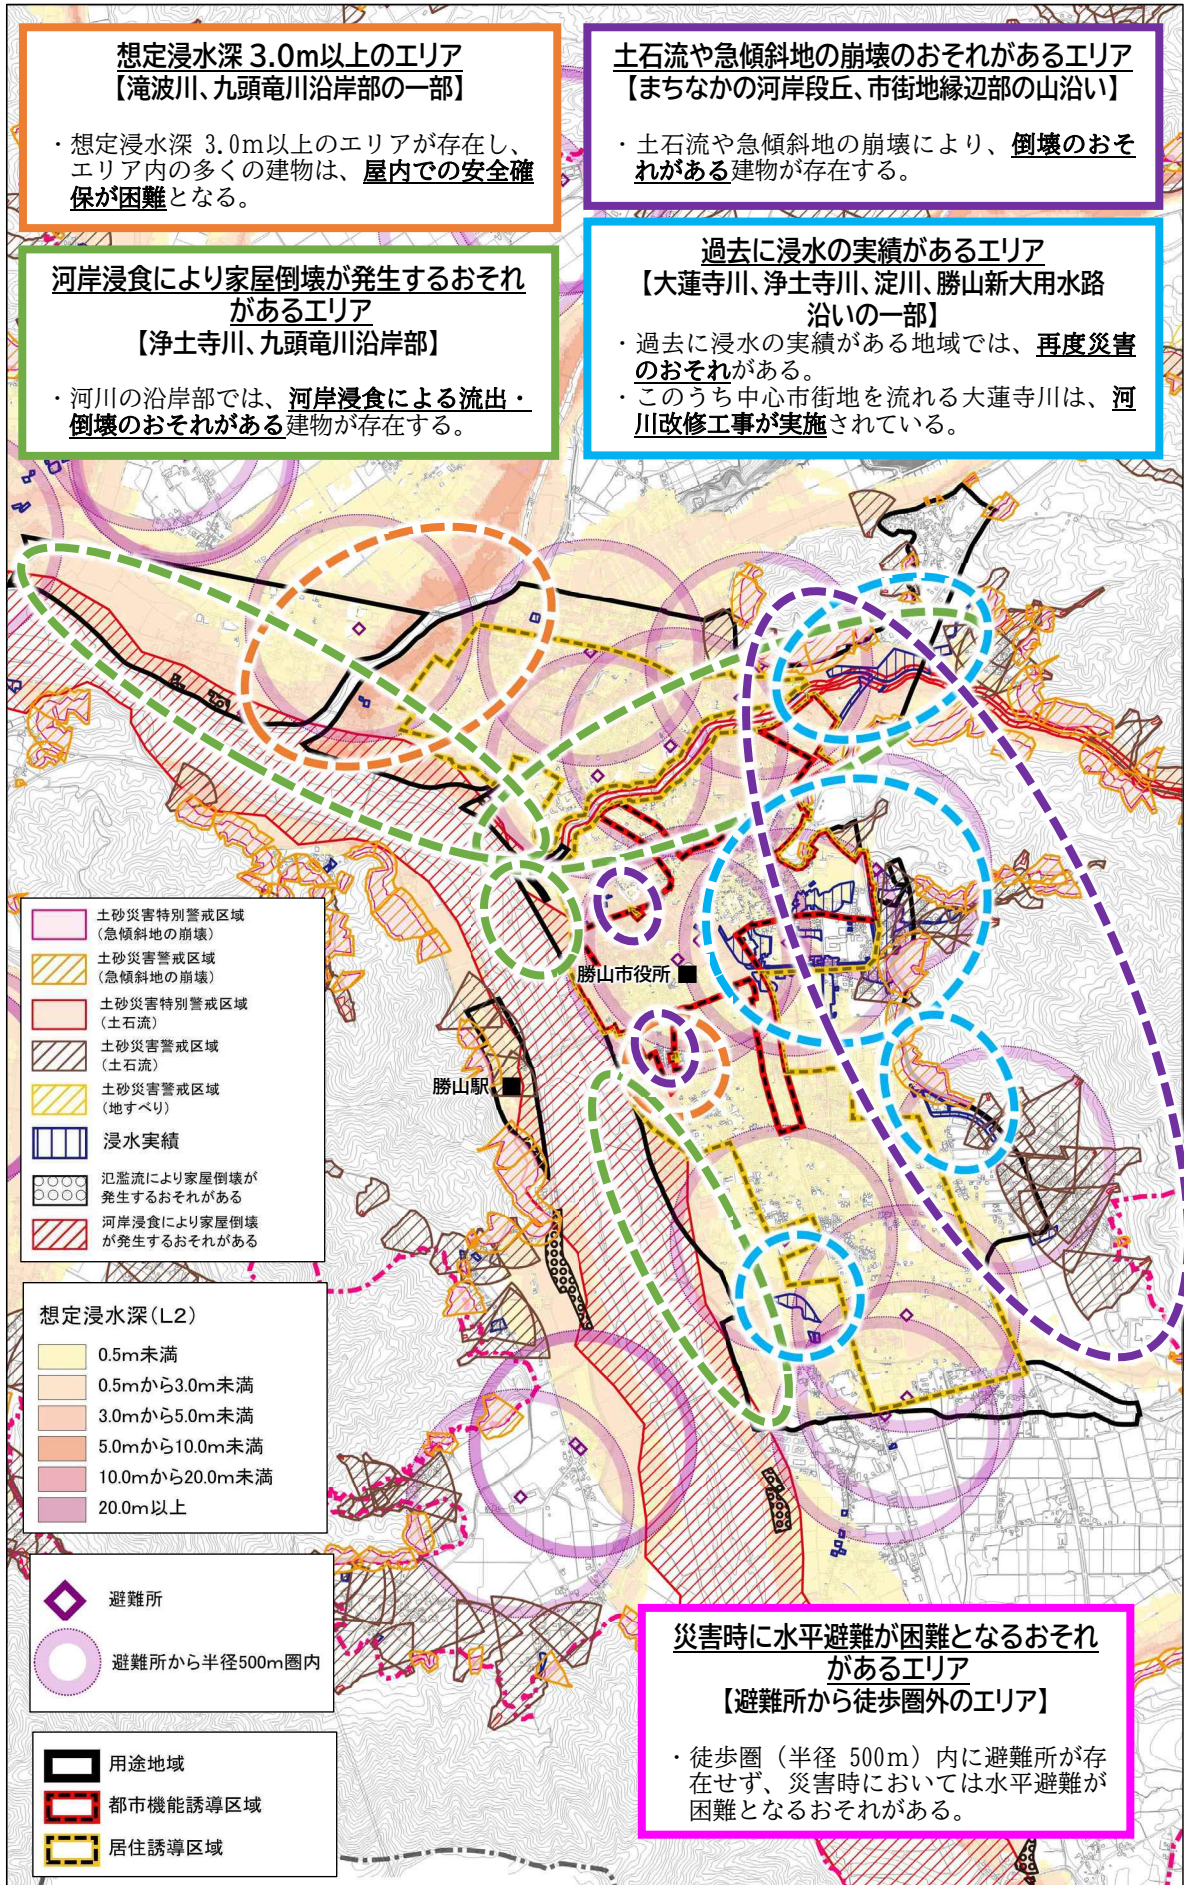 想定浸水深 3.0m以上のエリア
【滝波川、九頭竜川沿岸部の一部】
・想定浸水深 3.0m以上のエリアが存在し、
エリア内の多くの建物は、屋内での安全確
保が困難となる。
土石流や急傾斜地の崩壊のおそれがあるエリア
【まちなかの河岸段丘、市街地縁辺部の山沿い】
・土石流や急傾斜地の崩壊により、倒壊のおそ
れがある建物が存在する。
河岸浸食により家屋倒壊が発生するおそれ
があるエリア
【浄土寺川、九頭竜川沿岸部】
・河川の沿岸部では、河岸浸食による流出・
倒壊のおそれがある建物が存在する。
過去に浸水の実績があるエリア
【大蓮寺川、浄土寺川、淀川、勝山新大用水路
沿いの一部】
・過去に浸水の実績がある地域では、再度災害
のおそれがある。
・このうち中心市街地を流れる大蓮寺川は、河
川改修工事が実施されている。
勝山市役所
勝山駅
土砂災害特別警戒区域
(急傾斜地の崩壊)
土砂災害警戒区域
(急傾斜地の崩壊)
土砂災害特別警戒区域
(土石流)
土砂災害警戒区域
(土石流)
土砂災害警戒区域
(地すべり)
浸水実績
氾濫流により家屋倒壊が
発生するおそれがある
河岸浸食により家屋倒壊
が発生するおそれがある
想定浸水深(L2)
0.5m未満
0.5mから3.0m未満
3.0mから5.0m未満
5.0mから10.0m未満
10.0mから20.0m未満
20.0m以上
避難所
避難所から半径500m圏内
用途地域
都市機能誘導区域
居住誘導区域
災害時に水平避難が困難となるおそれ
があるエリア
【避難所から徒歩圏外のエリア】
・徒歩圏（半径 500m）内に避難所が存
在せず、災害時においては水平避難が
困難となるおそれがある。